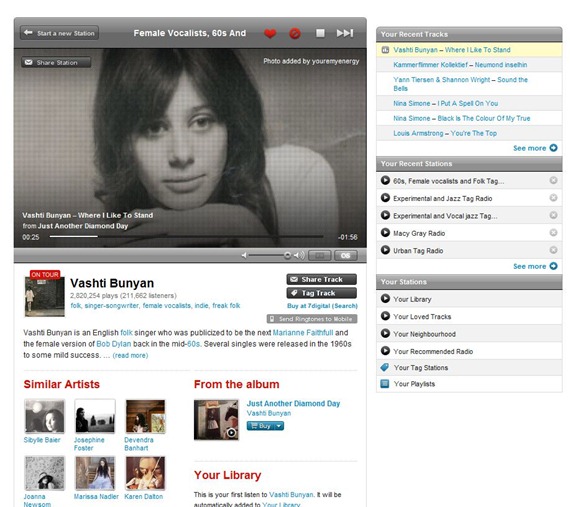 Start a new Station
Female Vocalists, 60s And
Share Station
Photo added by youremyenergy
Vashti Bunyan – Where I Like To Stand
from Just Another Diamond Day
00:25
-01:56
ON TOUR
Vashti Bunyan
2,820,254 plays (211,662 listeners)
folk, singer-songwriter, female vocalists, indie, freak folk
Share Track
Tag Track
Buy at 7digital (Search)
Send Ringtones to Mobile
Vashti Bunyan is an English folk singer who was publicized to be the next Marianne Faithfull and
the female version of Bob Dylan back in the mid-60s. Several singles were released in the 1960s
to some mild success. … (read more)
Similar Artists
Sibylle Baier
Josephine
Foster
Devendra
Banhart
Joanna
Newsom
Marissa Nadler
Karen Dalton
From the album
Just Another Diamond Day
Vashti Bunyan
Buy
Your Library
This is your first listen to Vashti Bunyan. It will be
automatically added to Your Library.
Your Recent Tracks
Vashti Bunyan – Where I Like To Stand
Kammerflimmer Kollektief – Neumond inselhin
Yann Tiersen & Shannon Wright – Sound the
Bells
Nina Simone – I Put A Spell On You
Nina Simone – Black Is The Colour Of My True
Louis Armstrong – You're The Top
See more
Your Recent Stations
60s, Female vocalists and Folk Tag...
Experimental and Jazz Tag Radio
Experimental and Vocal jazz Tag...
Macy Gray Radio
Urban Tag Radio
See more
Your Stations
Your Library
Your Loved Tracks
Your Neighbourhood
Your Recommended Radio
Your Tag Stations
Your Playlists